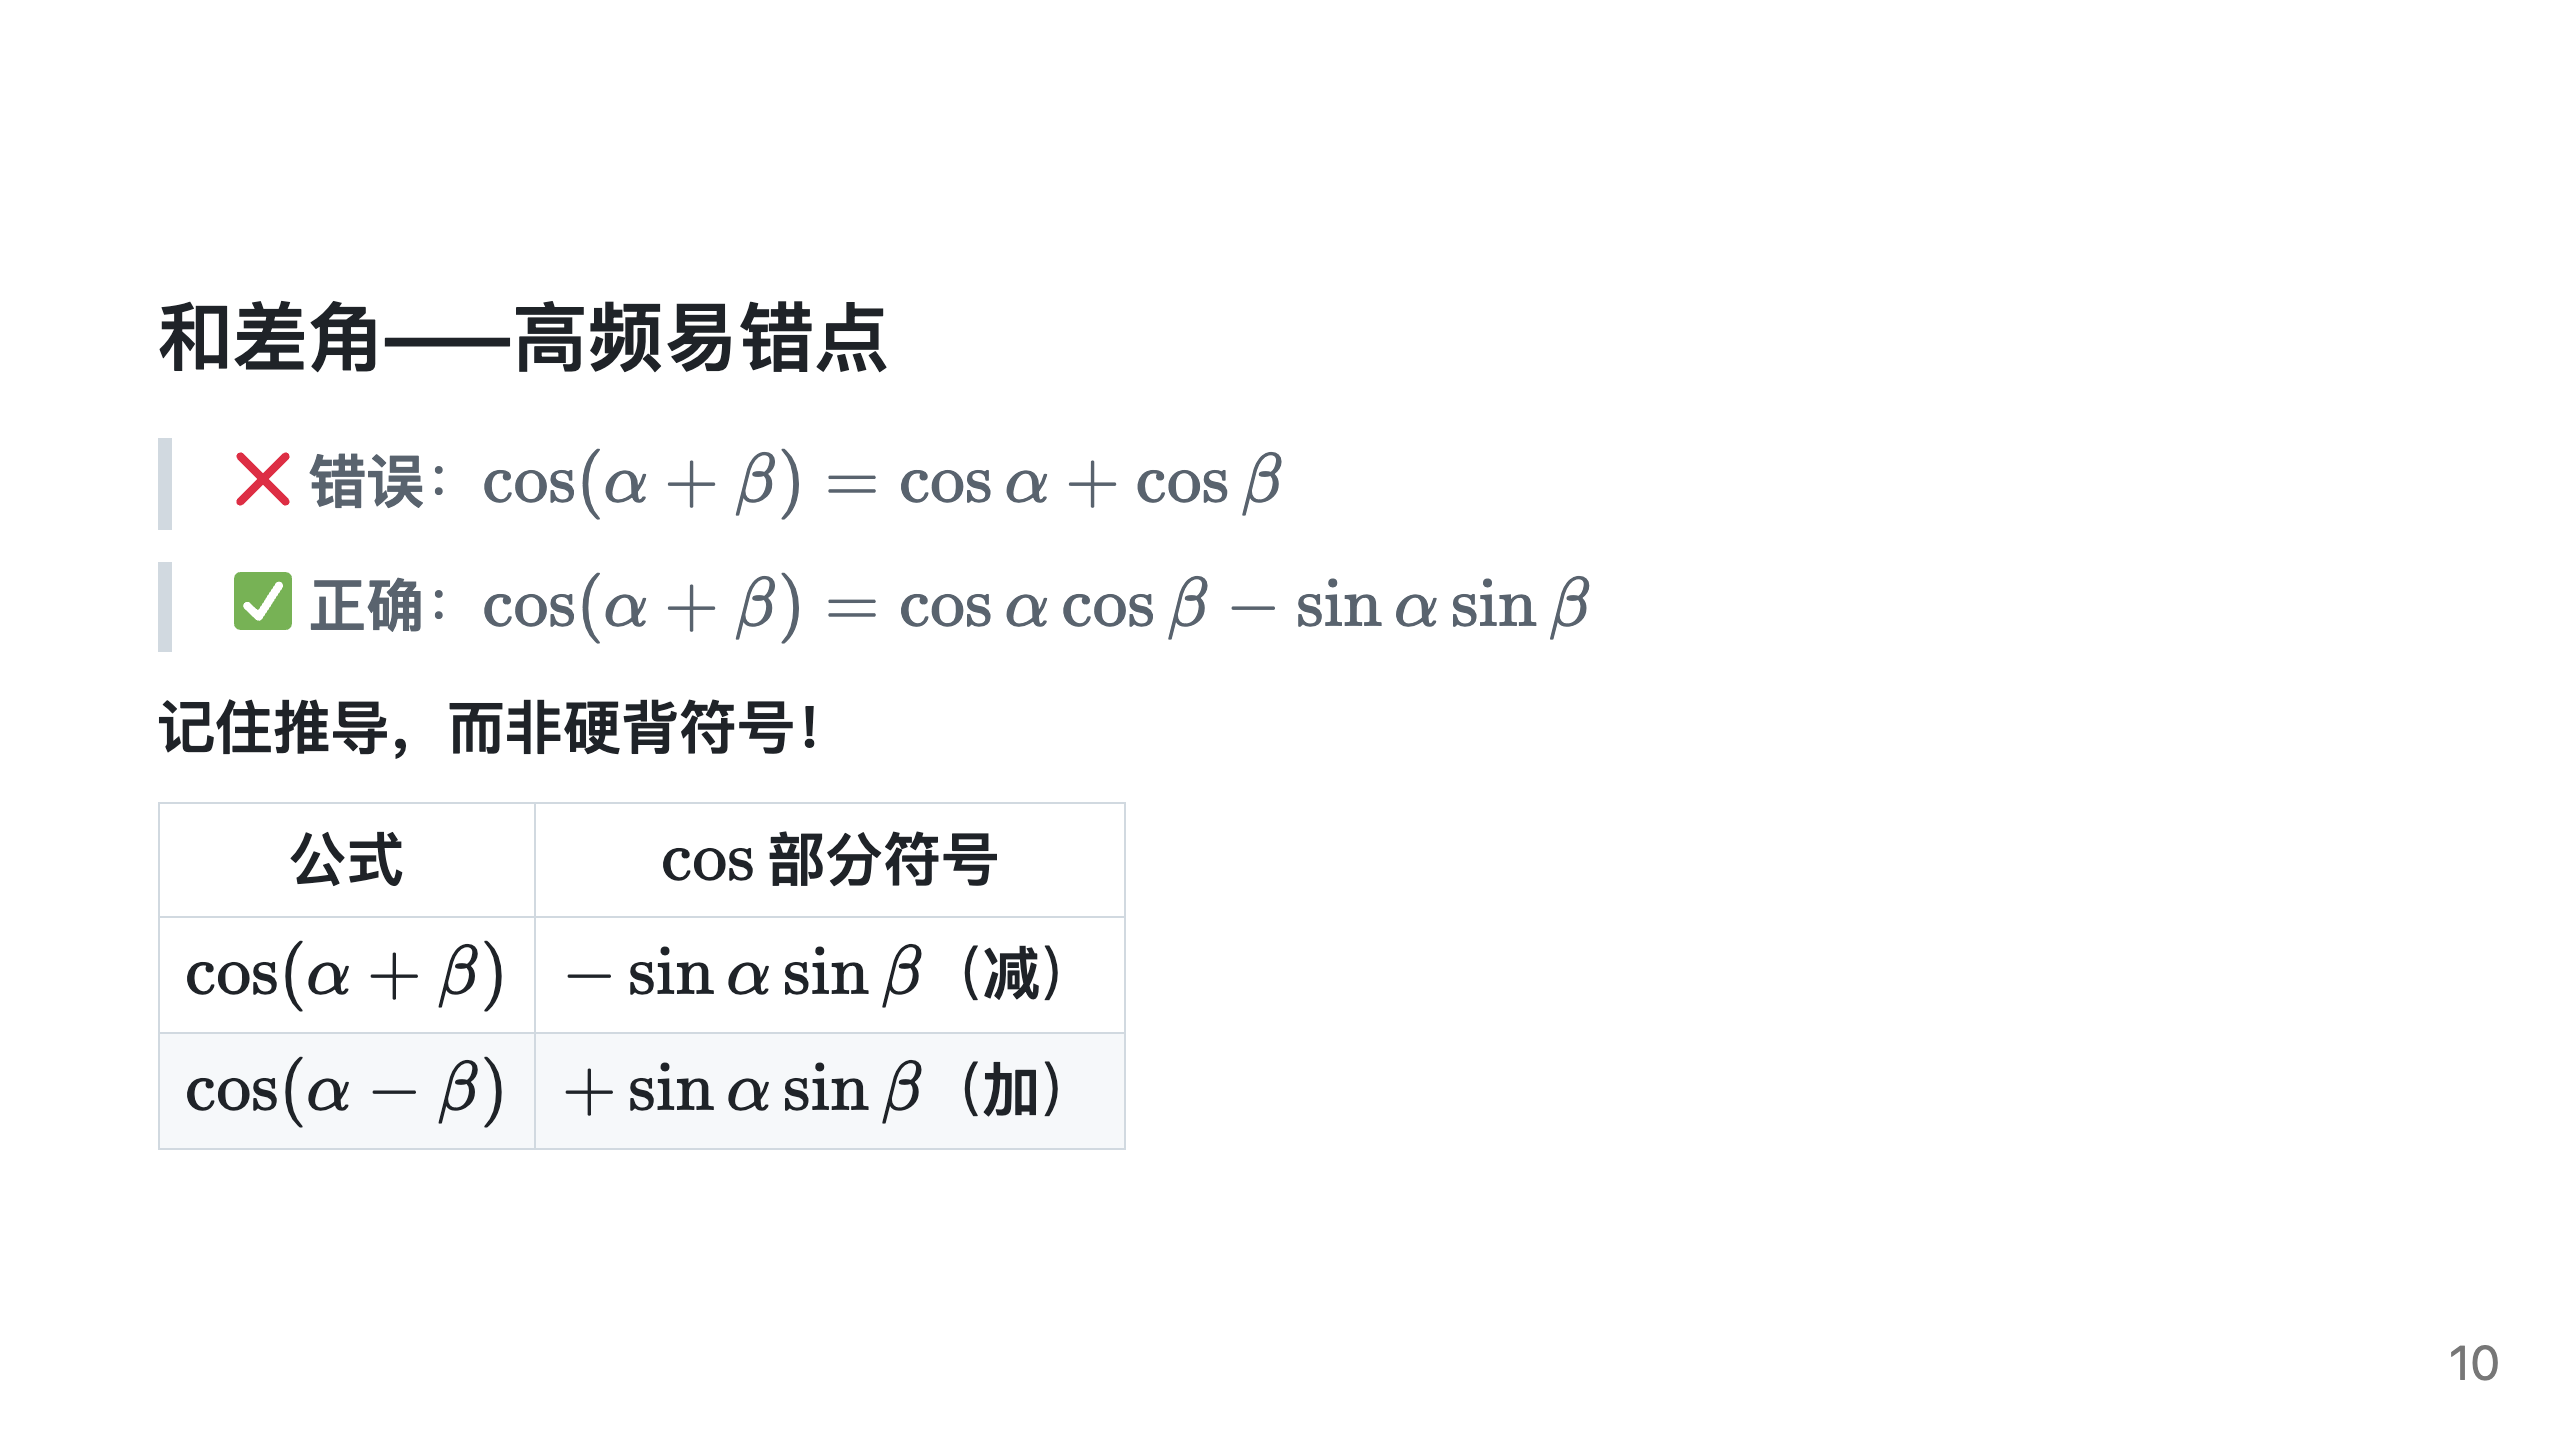 和差角——高频易错点
❌ 错误：cos(α + β) = cos α + cos β
✅ 正确：cos(α + β) = cos α cos β − sin α sin β
记住推导，而非硬背符号！
公式 cos 部分符号
cos(α + β) − sin α sin β（减）
cos(α − β) + sin α sin β（加）
10